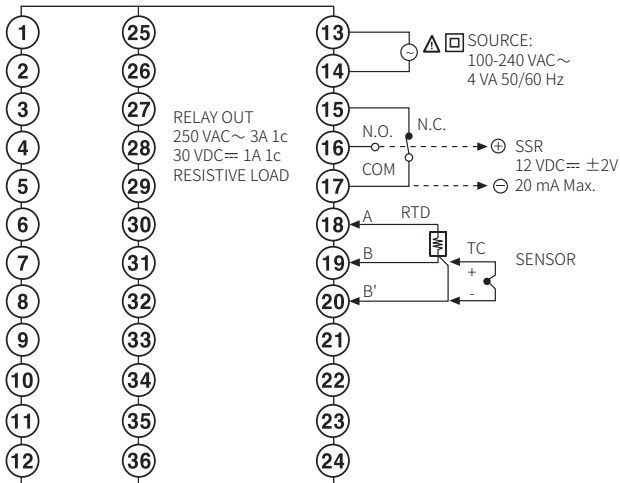 1 25 13
2 26 14
3 27 15
4 28 16
5 29 17
6 30 18
7 31 19
8 32 20
9 33 21
10 34 22
11 35 23
12 36 24
SOURCE:
100-240 VAC～
4 VA 50/60 Hz
RELAY OUT
250 VAC～ 3A 1c
30 VDC⎓ 1A 1c
RESISTIVE LOAD
N.O.
N.C.
COM
SSR
12 VDC⎓ ±2V
20 mA Max.
A
RTD
B
B'
TC
+
-
SENSOR